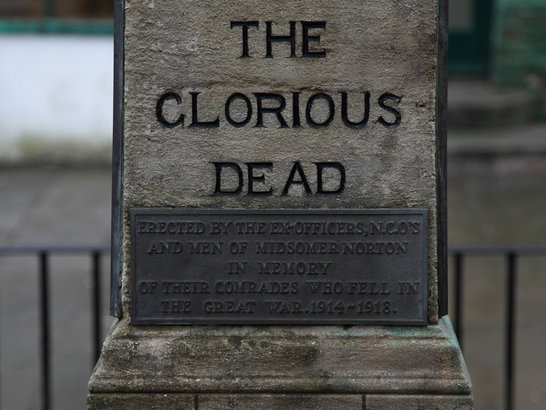 THE
GLORIOUS
DEAD
ERECTED BY THE EX-OFFICERS, N.C.O'S
AND MEN OF MIDSOMER NORTON
IN MEMORY
OF THEIR COMRADES WHO FELL IN
THE GREAT WAR. 1914~1918.